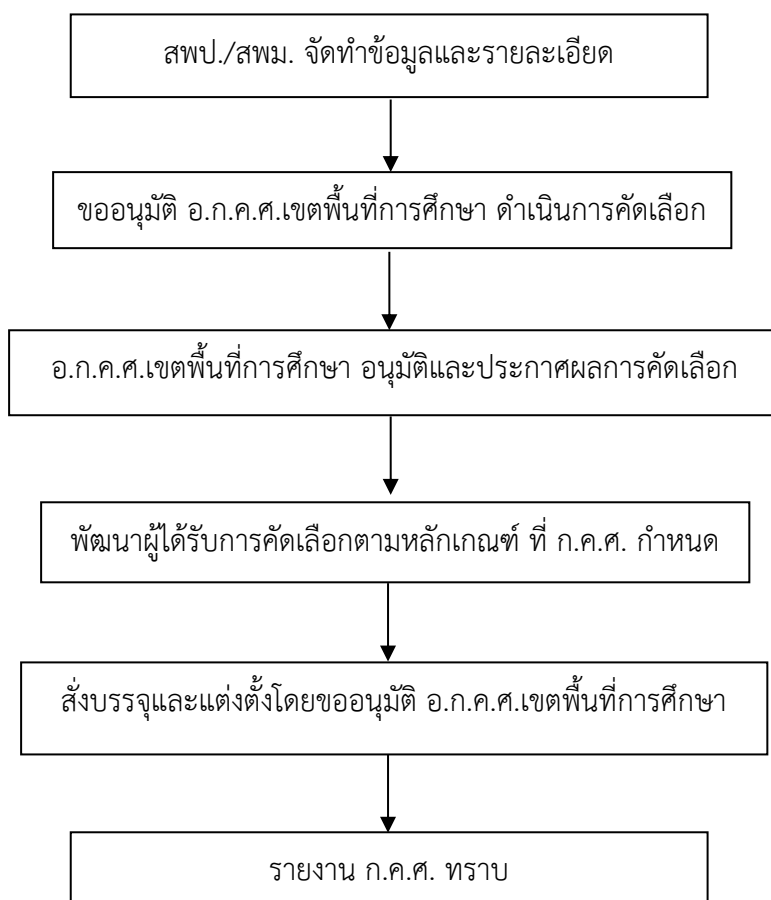 สพป./สพม. จัดทำข้อมูลและรายละเอียด
ขออนุมัติ อ.ก.ค.ศ.เขตพื้นที่การศึกษา ดำเนินการคัดเลือก
อ.ก.ค.ศ.เขตพื้นที่การศึกษา อนุมัติและประกาศผลการคัดเลือก
พัฒนาผู้ได้รับการคัดเลือกตามหลักเกณฑ์ ที่ ก.ค.ศ. กำหนด
สั่งบรรจุและแต่งตั้งโดยขออนุมัติ อ.ก.ค.ศ.เขตพื้นที่การศึกษา
รายงาน ก.ค.ศ. ทราบ